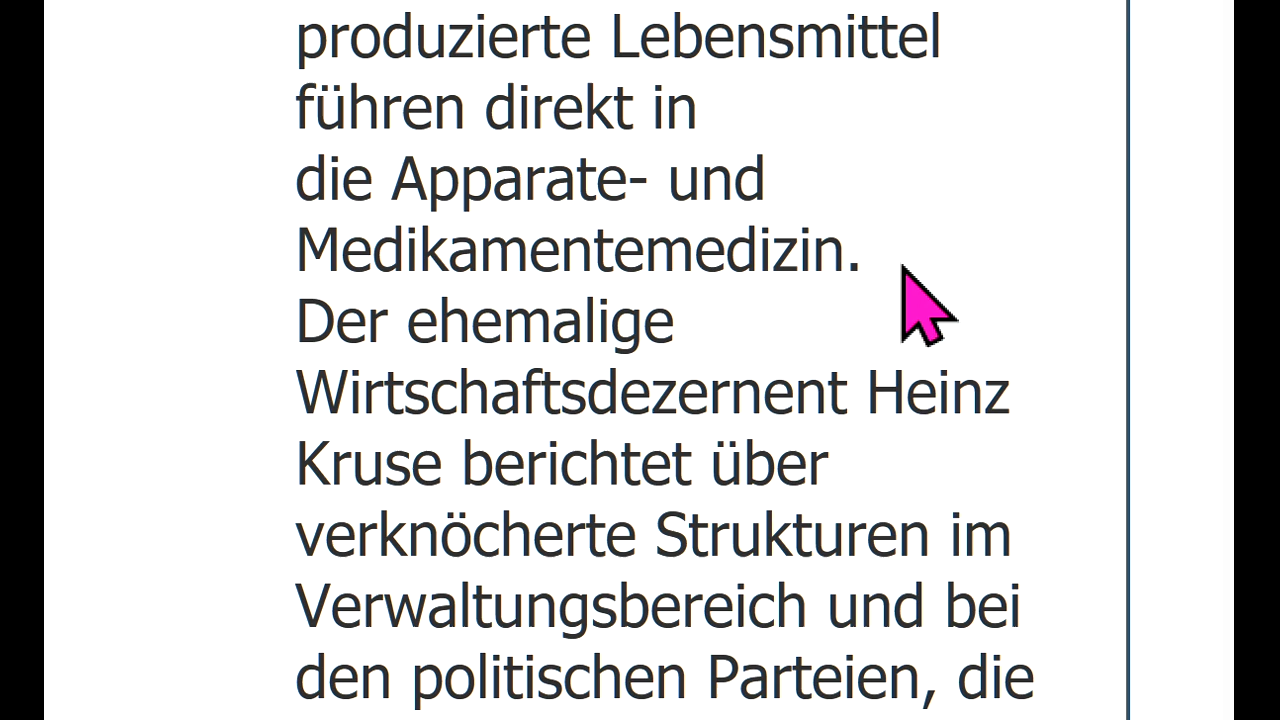 produzierte Lebensmittel
führen direkt in
die Apparate- und
Medikamentemedizin.
Der ehemalige
Wirtschaftsdezernent Heinz
Kruse berichtet über
verknöcherte Strukturen im
Verwaltungsbereich und bei
den politischen Parteien, die